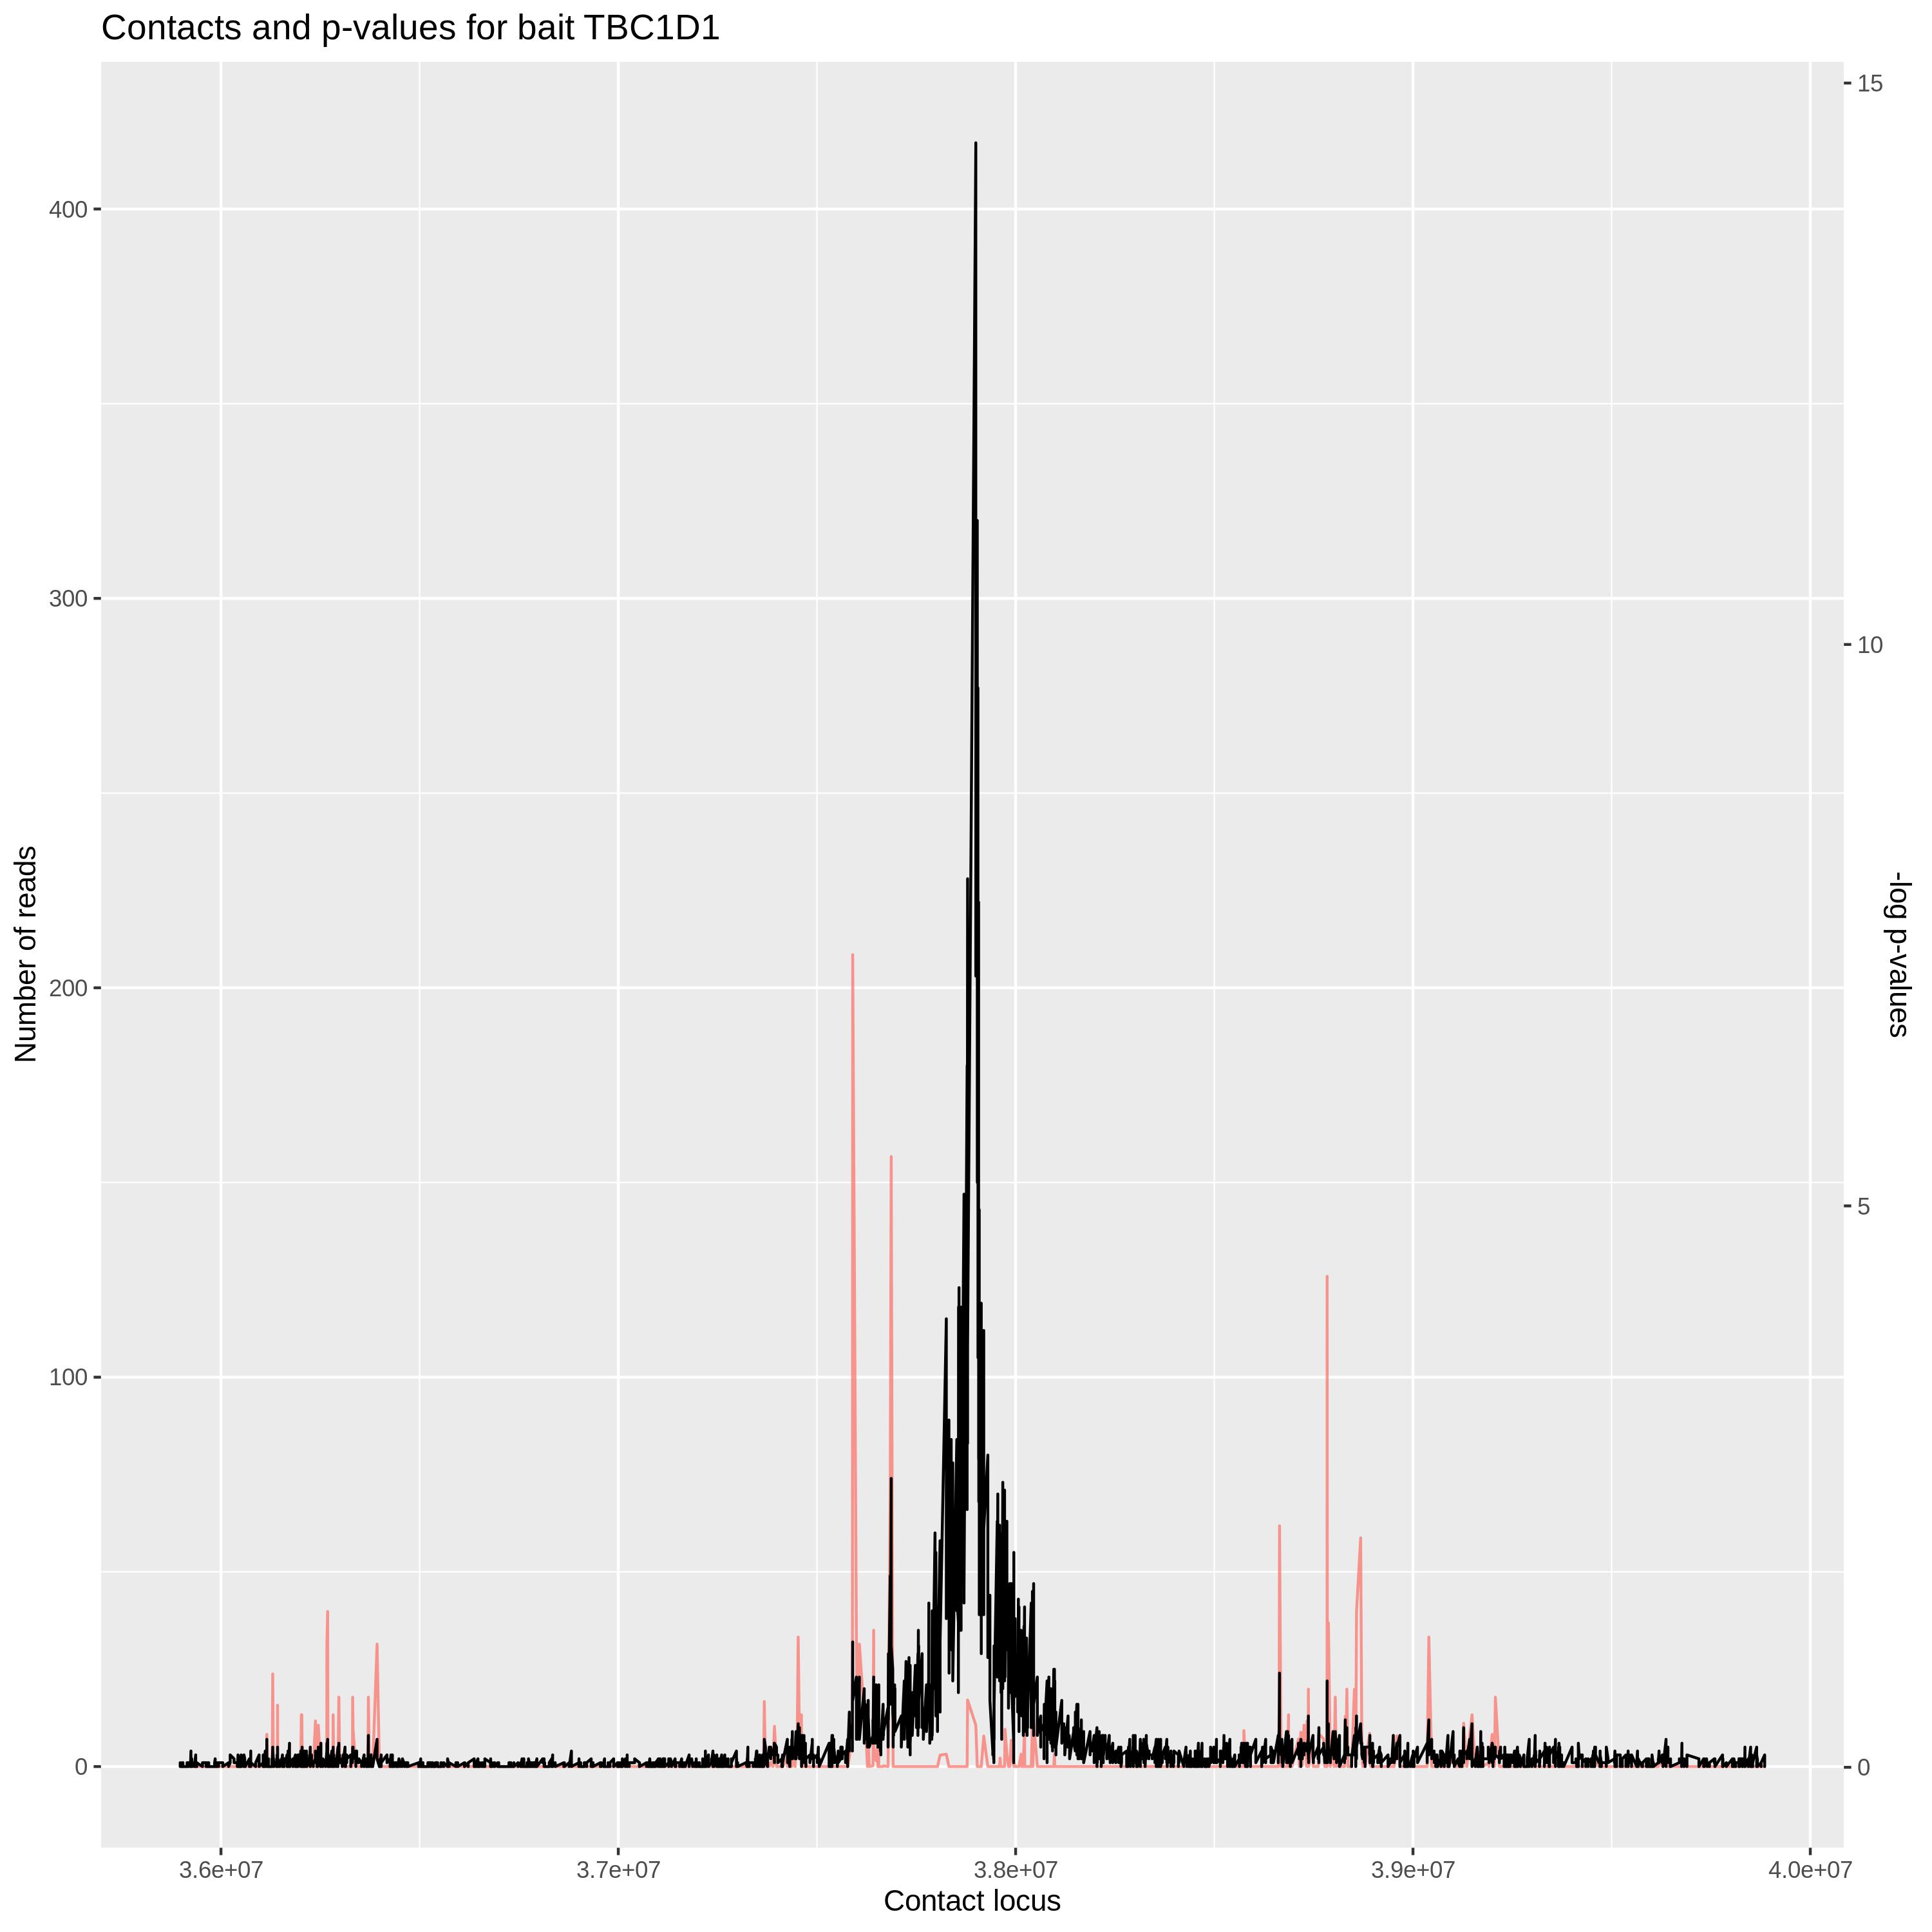 Contacts and p-values for bait TBC1D1
15
400
300
10
Number of reads
-log p-values
200
5
100
0
0
3.6e+07
3.7e+07
3.8e+07
3.9e+07
4.0e+07
Contact locus